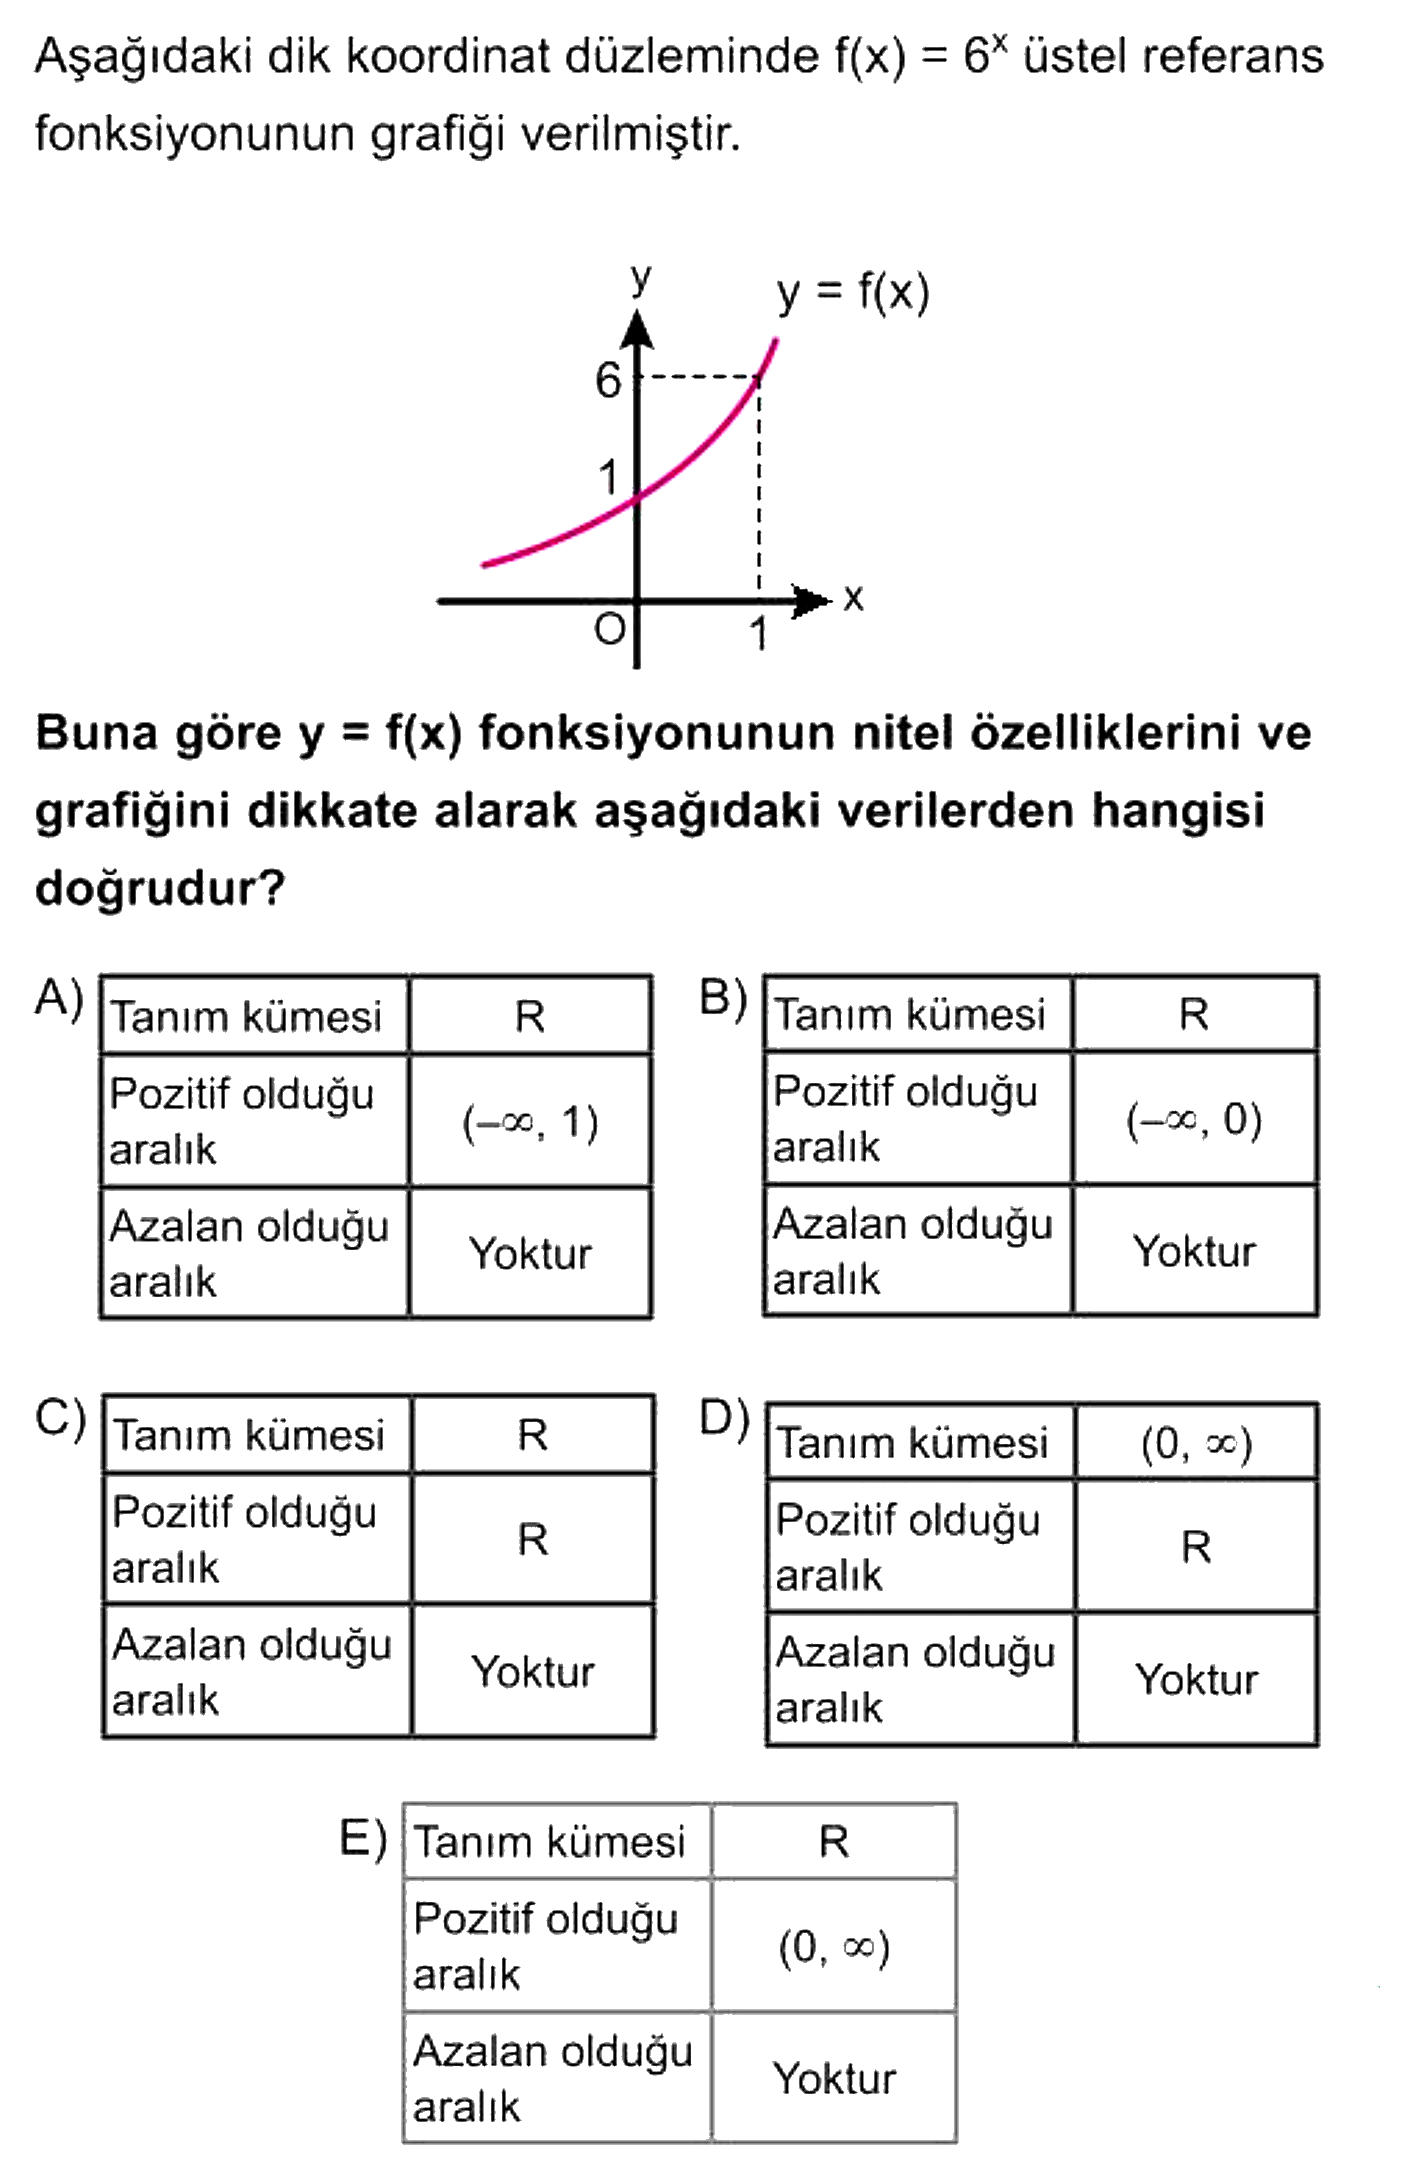 Aşağıdaki dik koordinat düzleminde f(x) = 6ˣ üstel referans
fonksiyonunun grafiği verilmiştir.
y
y = f(x)
6
1
O
1
x
Buna göre y = f(x) fonksiyonunun nitel özelliklerini ve
grafiğini dikkate alarak aşağıdaki verilerden hangisi
doğrudur?
A)
Tanım kümesi R
Pozitif olduğu
aralık
(–∞, 1)
Azalan olduğu
aralık
Yoktur
B)
Tanım kümesi R
Pozitif olduğu
aralık
(–∞, 0)
Azalan olduğu
aralık
Yoktur
C)
Tanım kümesi R
Pozitif olduğu
aralık
R
Azalan olduğu
aralık
Yoktur
D)
Tanım kümesi (0, ∞)
Pozitif olduğu
aralık
R
Azalan olduğu
aralık
Yoktur
E)
Tanım kümesi R
Pozitif olduğu
aralık
(0, ∞)
Azalan olduğu
aralık
Yoktur